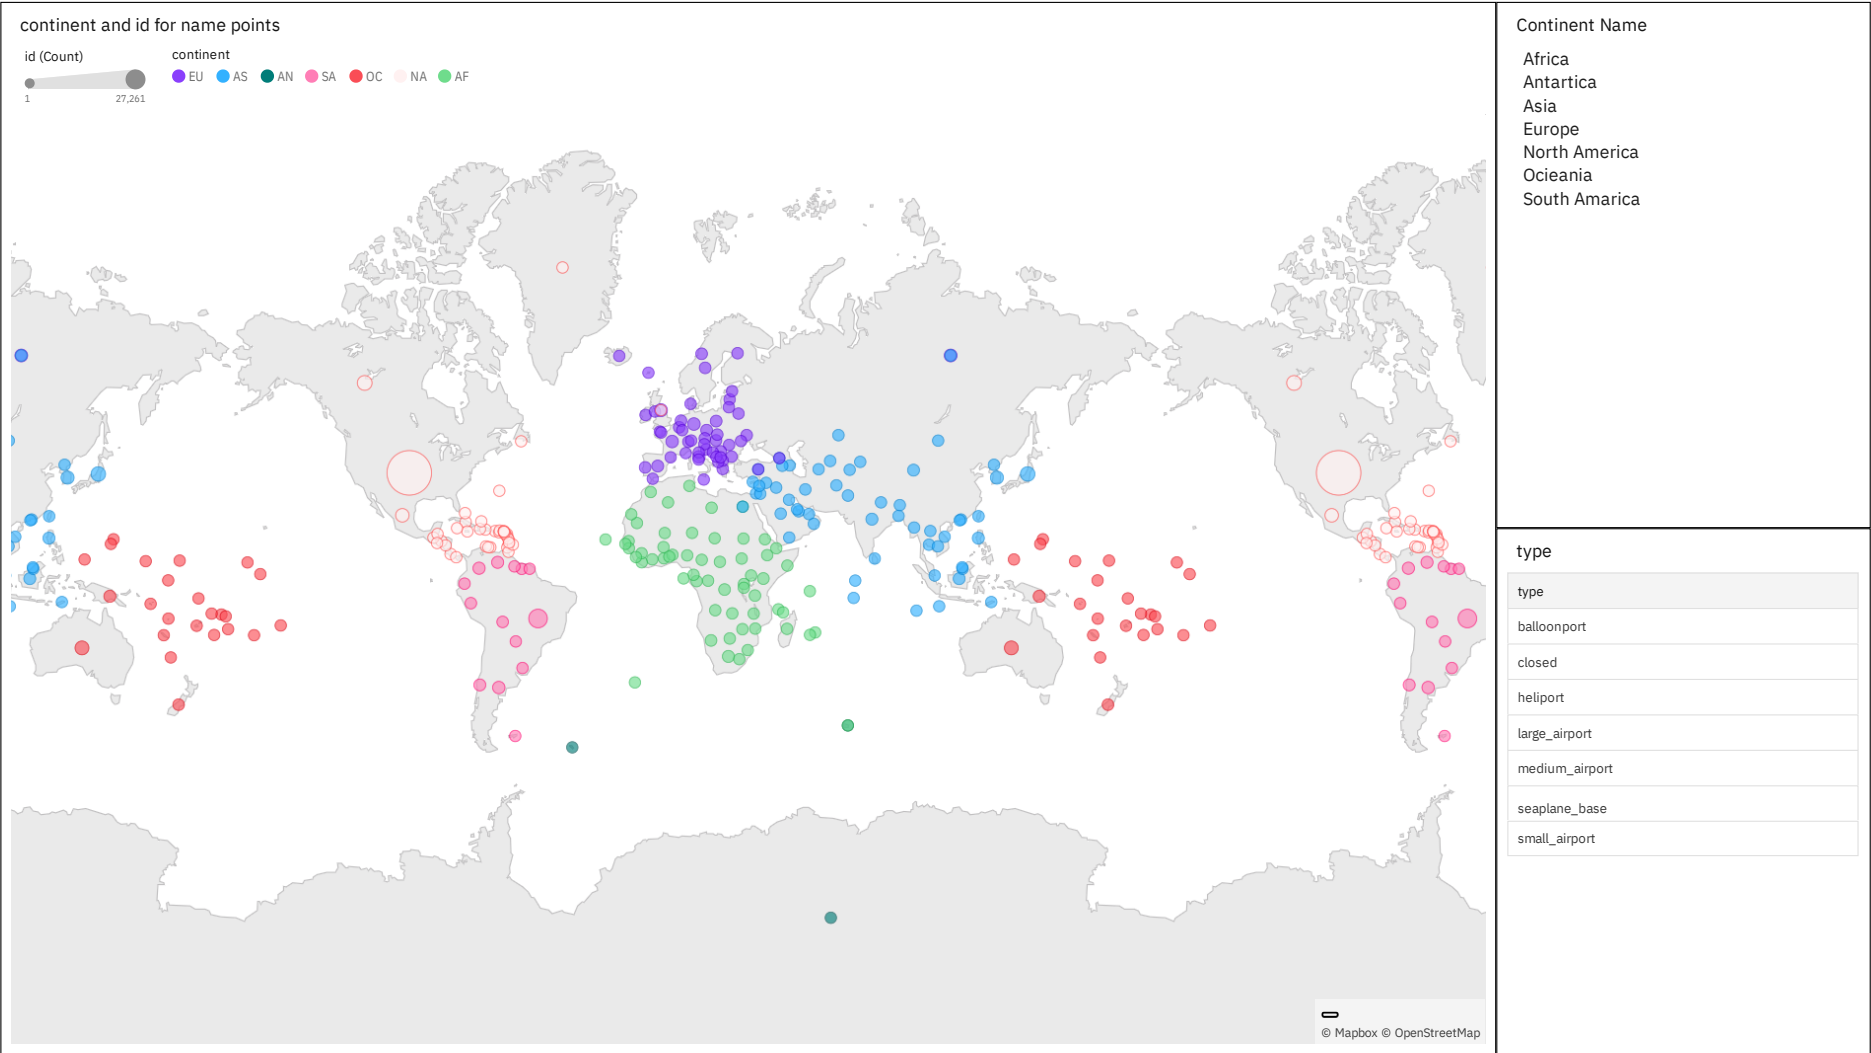 continent and id for name points
id (Count)
1
27,261
continent
EU
AS
AN
SA
OC
NA
AF
© Mapbox © OpenStreetMap
Continent Name
Africa
Antartica
Asia
Europe
North America
Ocieania
South Amarica
type
type
balloonport
closed
heliport
large_airport
medium_airport
seaplane_base
small_airport